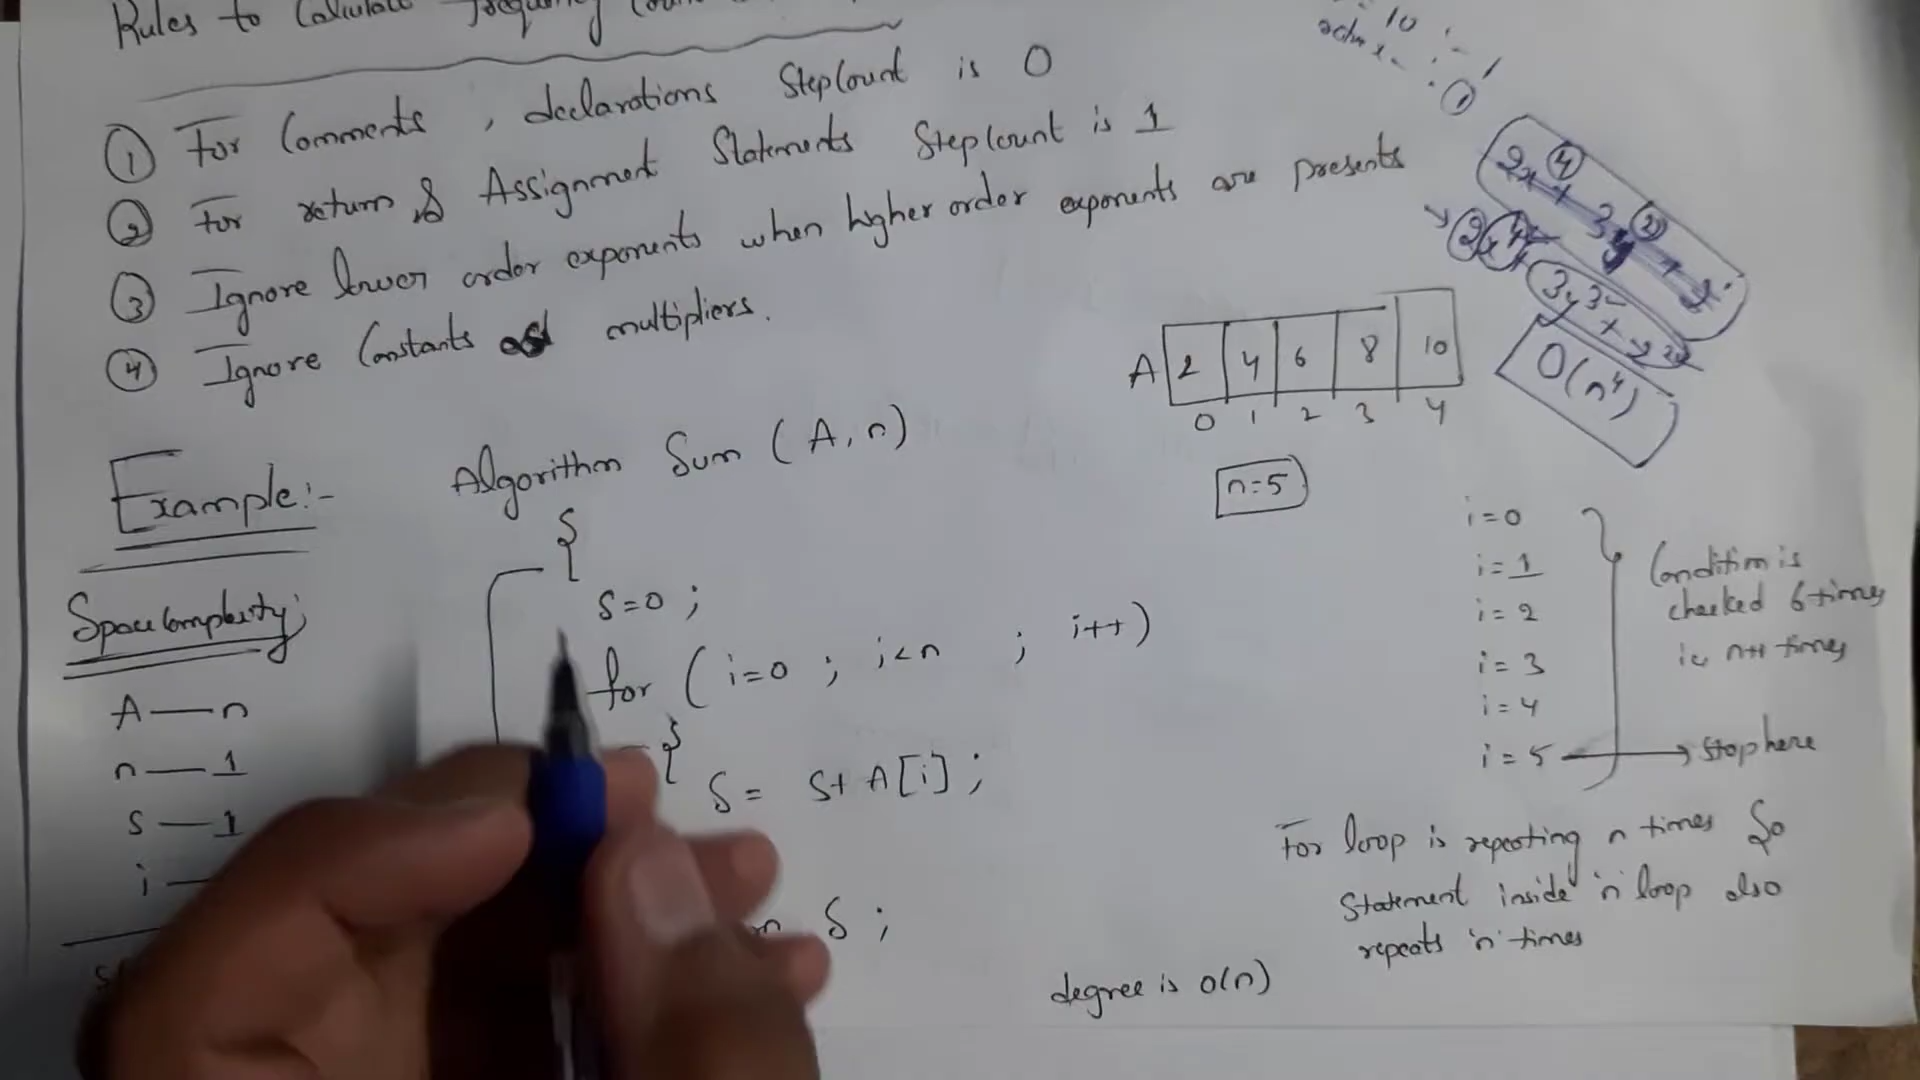 Rules to Calculate frequency Count
① For Comments, declarations StepCount is 0
② For return & Assignment Statements StepCount is 1
③ Ignore lower order exponents when higher order exponents are presents
④ Ignore Constants multipliers.
A 2 4 6 8 10
0 1 2 3 4
n=5
O(n⁴)
Example:-
Algorithm Sum (A, n)
{
S=0 ;
for ( i=0 ; i<n ; i++)
{
S= S+ A[i] ;
S ;
Space Complexity;
A — n
n — 1
S — 1
i —
i=0
i=1
i=2
i=3
i=4
i=5 → Stop here
Condition is
checked 6 times
ie n+1 times
For loop is repeating n times So
Statement inside 'n' loop also
repeats 'n' times
degree is O(n)